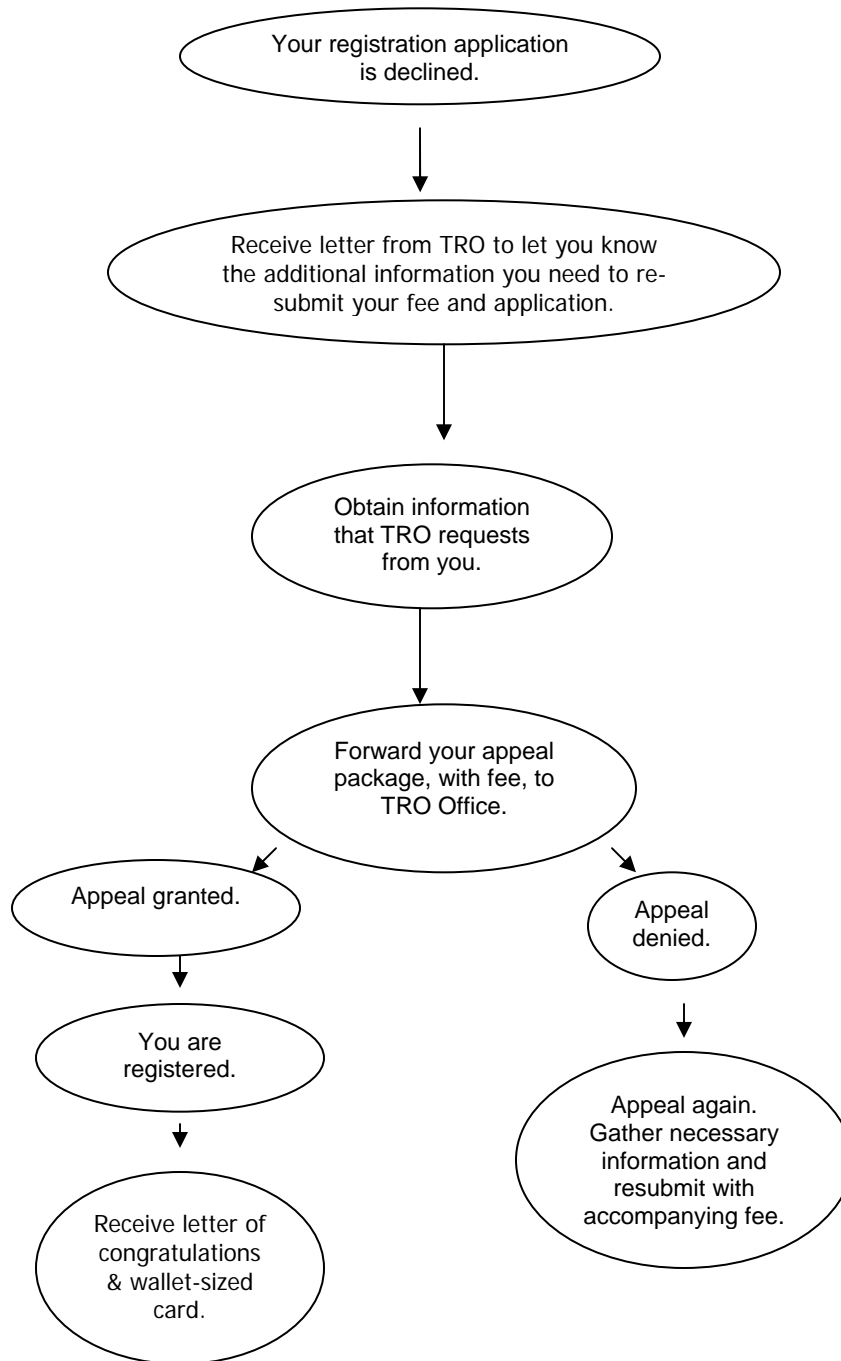 Your registration application
is declined.
Receive letter from TRO to let you know
the additional information you need to re-
submit your fee and application.
Obtain information
that TRO requests
from you.
Forward your appeal
package, with fee, to
TRO Office.
Appeal granted.
Appeal
denied.
You are
registered.
Appeal again.
Gather necessary
information and
resubmit with
accompanying fee.
Receive letter of
congratulations
& wallet-sized
card.